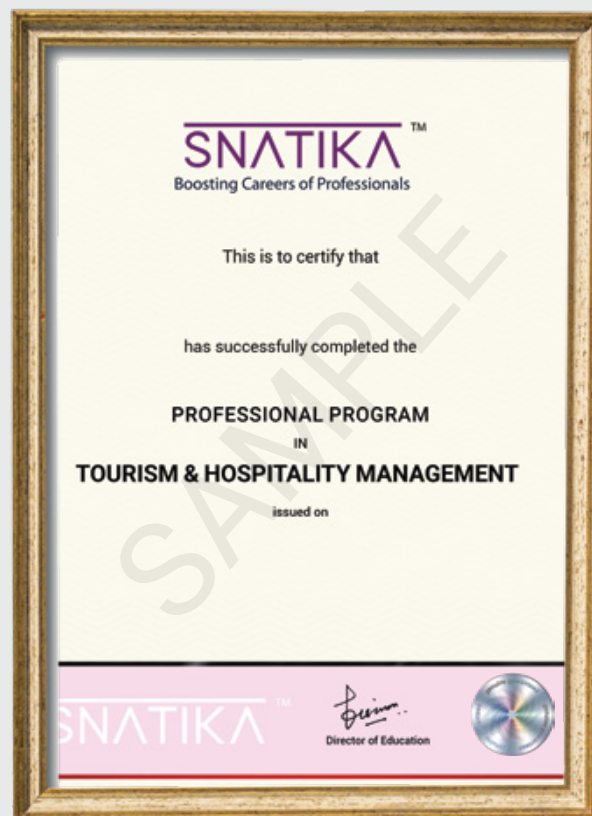 SNATIKA ™
Boosting Careers of Professionals
This is to certify that
has successfully completed the
PROFESSIONAL PROGRAM
IN
TOURISM & HOSPITALITY MANAGEMENT
issued on
SAMPLE
SNATIKA ™
Director of Education